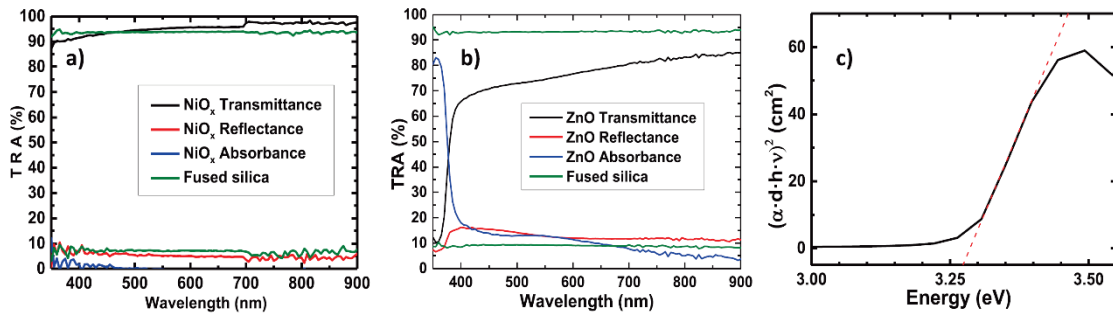 a)
T R A (%)
100
90
80
70
60
50
40
30
20
10
0
NiOₓ Transmittance
NiOₓ Reflectance
NiOₓ Absorbance
Fused silica
400 500 600 700 800 900
Wavelength (nm)
b)
TRA (%)
100
90
80
70
60
50
40
30
20
10
0
ZnO Transmittance
ZnO Reflectance
ZnO Absorbance
Fused silica
400 500 600 700 800 900
Wavelength (nm)
c)
(α·d·h·ν)² (cm²)
60
40
20
0
3.00 3.25 3.50
Energy (eV)